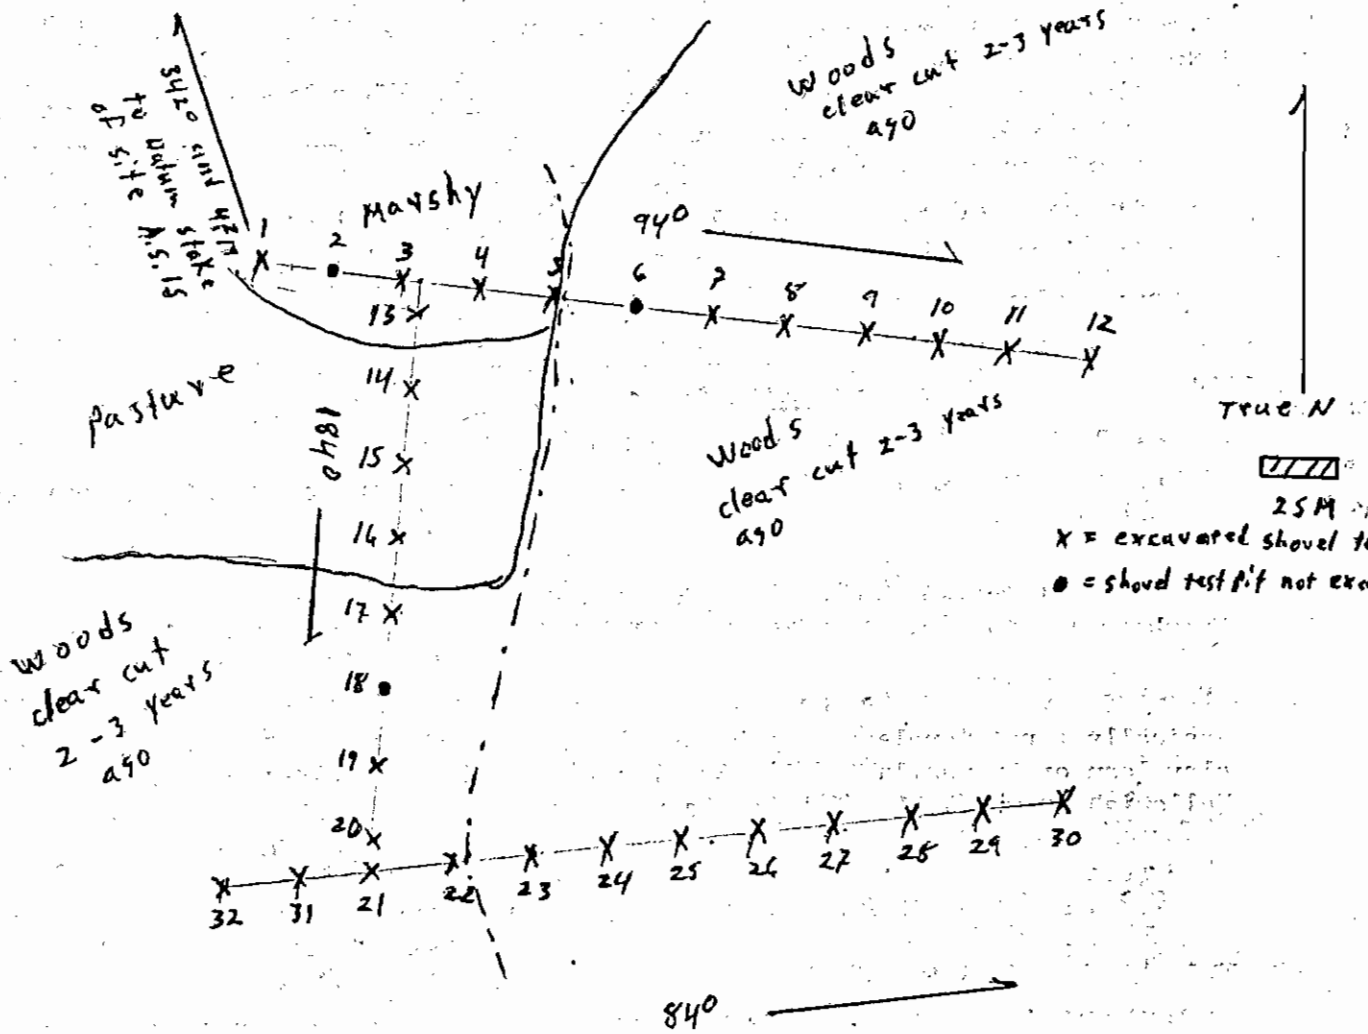 woods
clear cut 2-3 years
ago
342° and
to datum stake
of site A.S. 15
Marshy
94°
1
2
3
4
5
6
7
8
9
10
11
12
13
14
15
16
17
18
19
20
pasture
184°
Woods
clear cut 2-3 years
ago
True N
25M
x = excavared shovel te
● = shovel test pit not exc
woods
clear cut
2-3 years
ago
32
31
21
22
23
24
25
26
27
28
29
30
84°